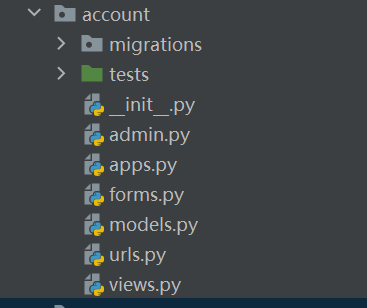 account
migrations
tests
__init__.py
admin.py
apps.py
forms.py
models.py
urls.py
views.py